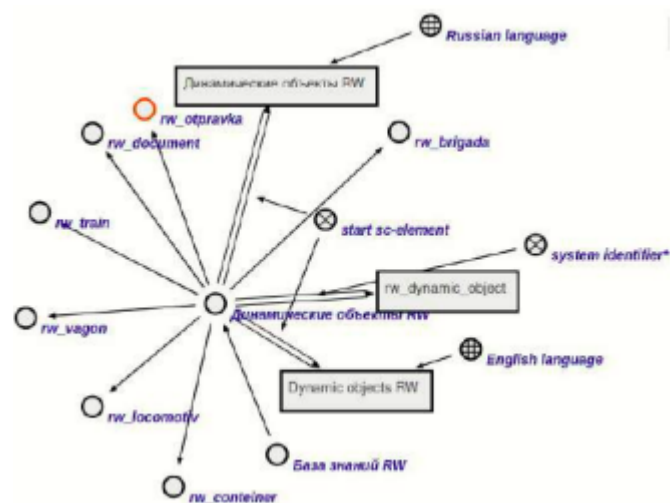 Russian language
Динамические объекты RW
rw_otpravka
rw_document
rw_brigada
rw_train
start sc-element
system identifier*
rw_dynamic_object
Динамические объекты RW
rw_vagon
English language
Dynamic objects RW
rw_locomotiv
База знаний RW
rw_conteiner